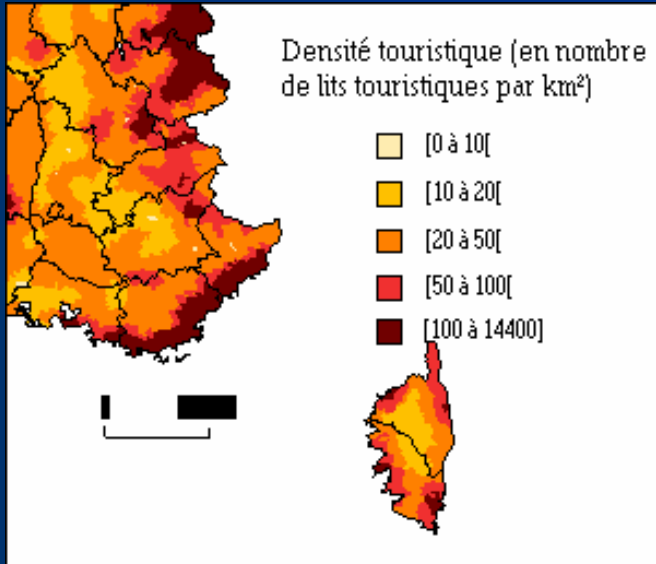 Densité touristique (en nombre
de lits touristiques par km²)
[0 à 10[
[10 à 20[
[20 à 50[
[50 à 100[
[100 à 14400]